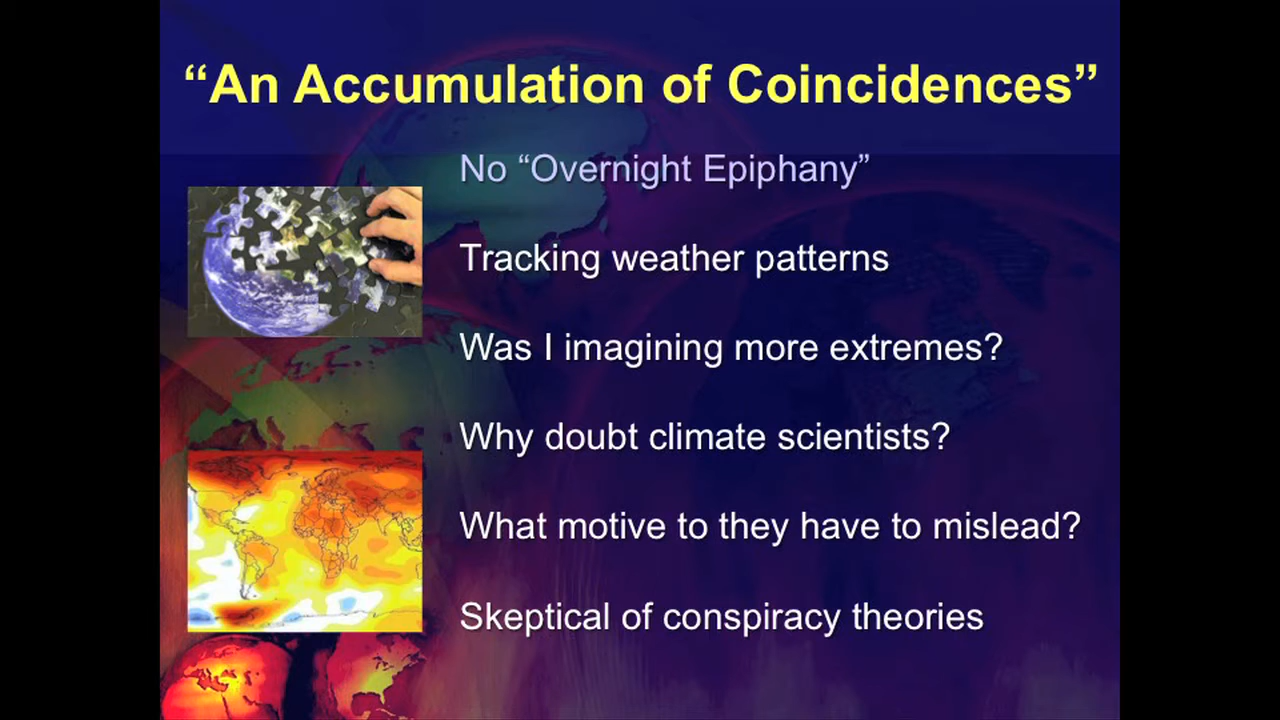 “An Accumulation of Coincidences”
No “Overnight Epiphany”
Tracking weather patterns
Was I imagining more extremes?
Why doubt climate scientists?
What motive to they have to mislead?
Skeptical of conspiracy theories